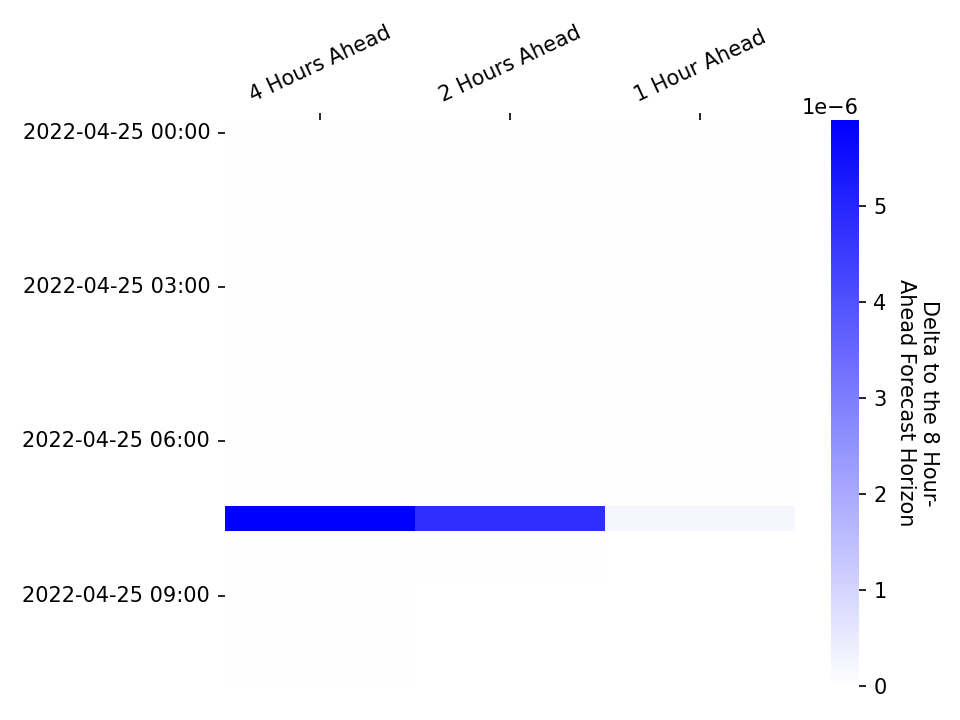 4 Hours Ahead
2 Hours Ahead
1 Hour Ahead
1e−6
2022-04-25 00:00
2022-04-25 03:00
2022-04-25 06:00
2022-04-25 09:00
5
4
3
2
1
0
Delta to the 8 Hour-
Ahead Forecast Horizon